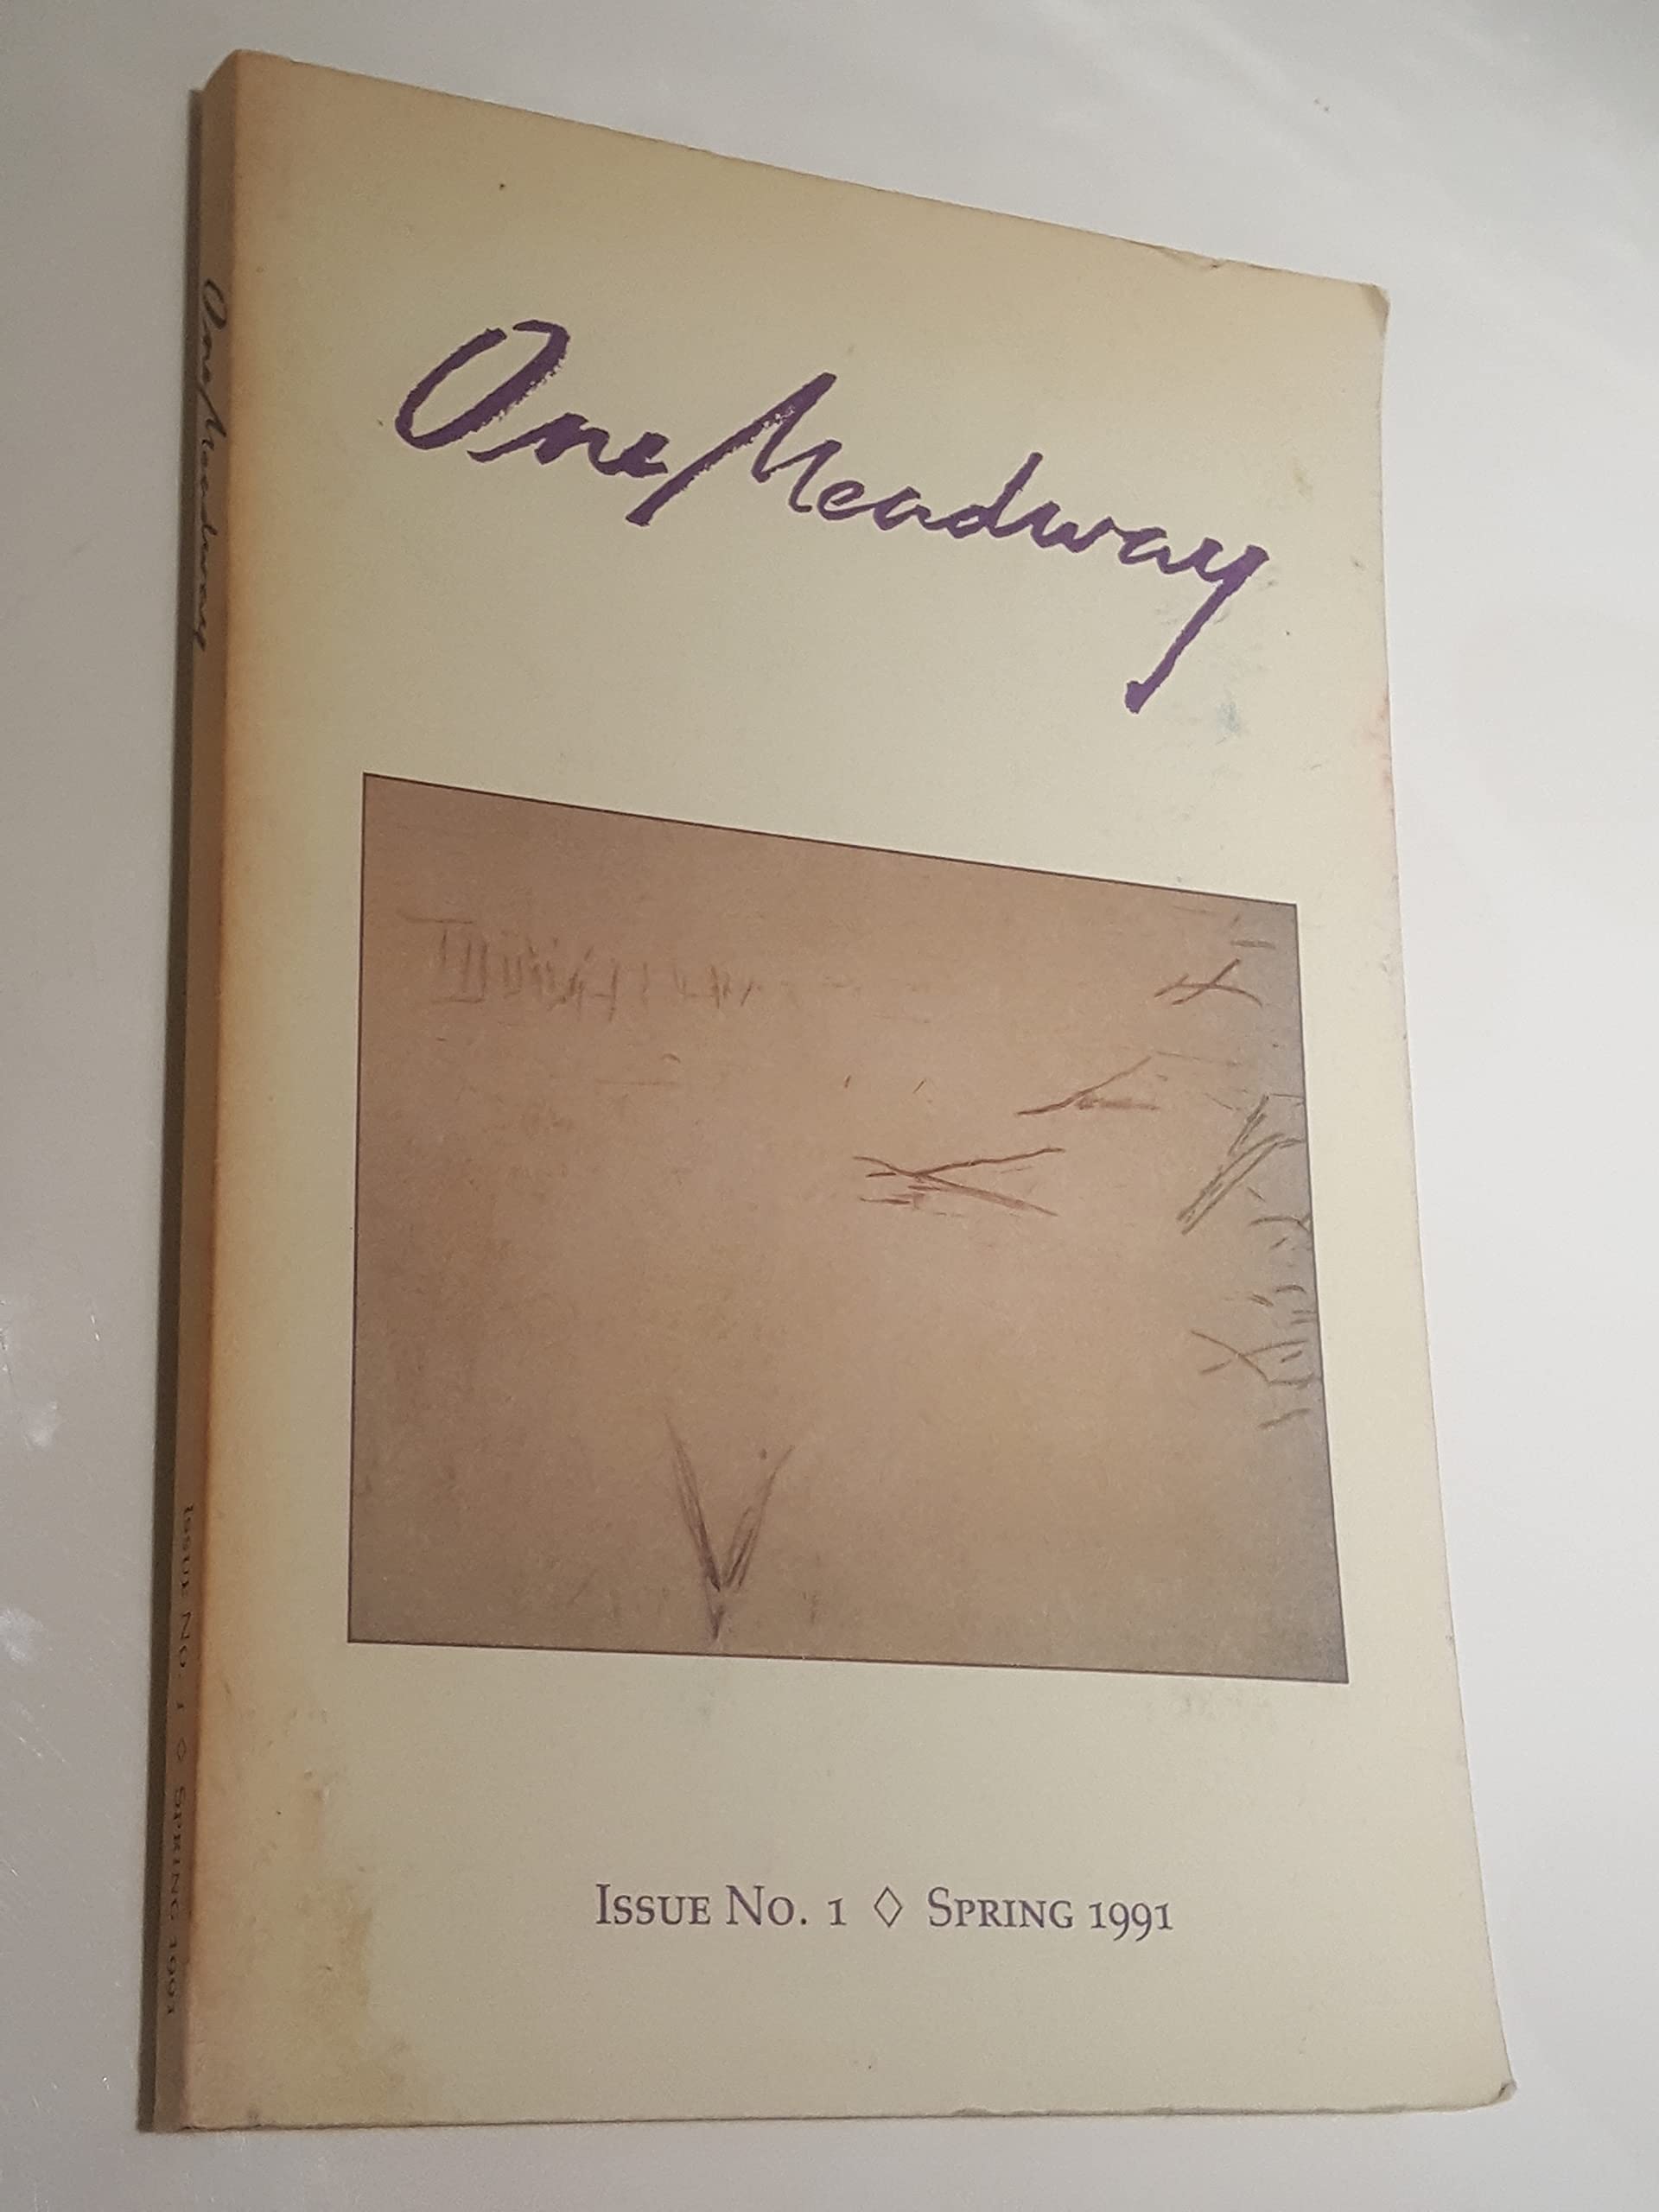 One Meadway
Issue No. 1 ◊ Spring 1991
One Meadway
Issue No. 1 ◊ Spring 1991